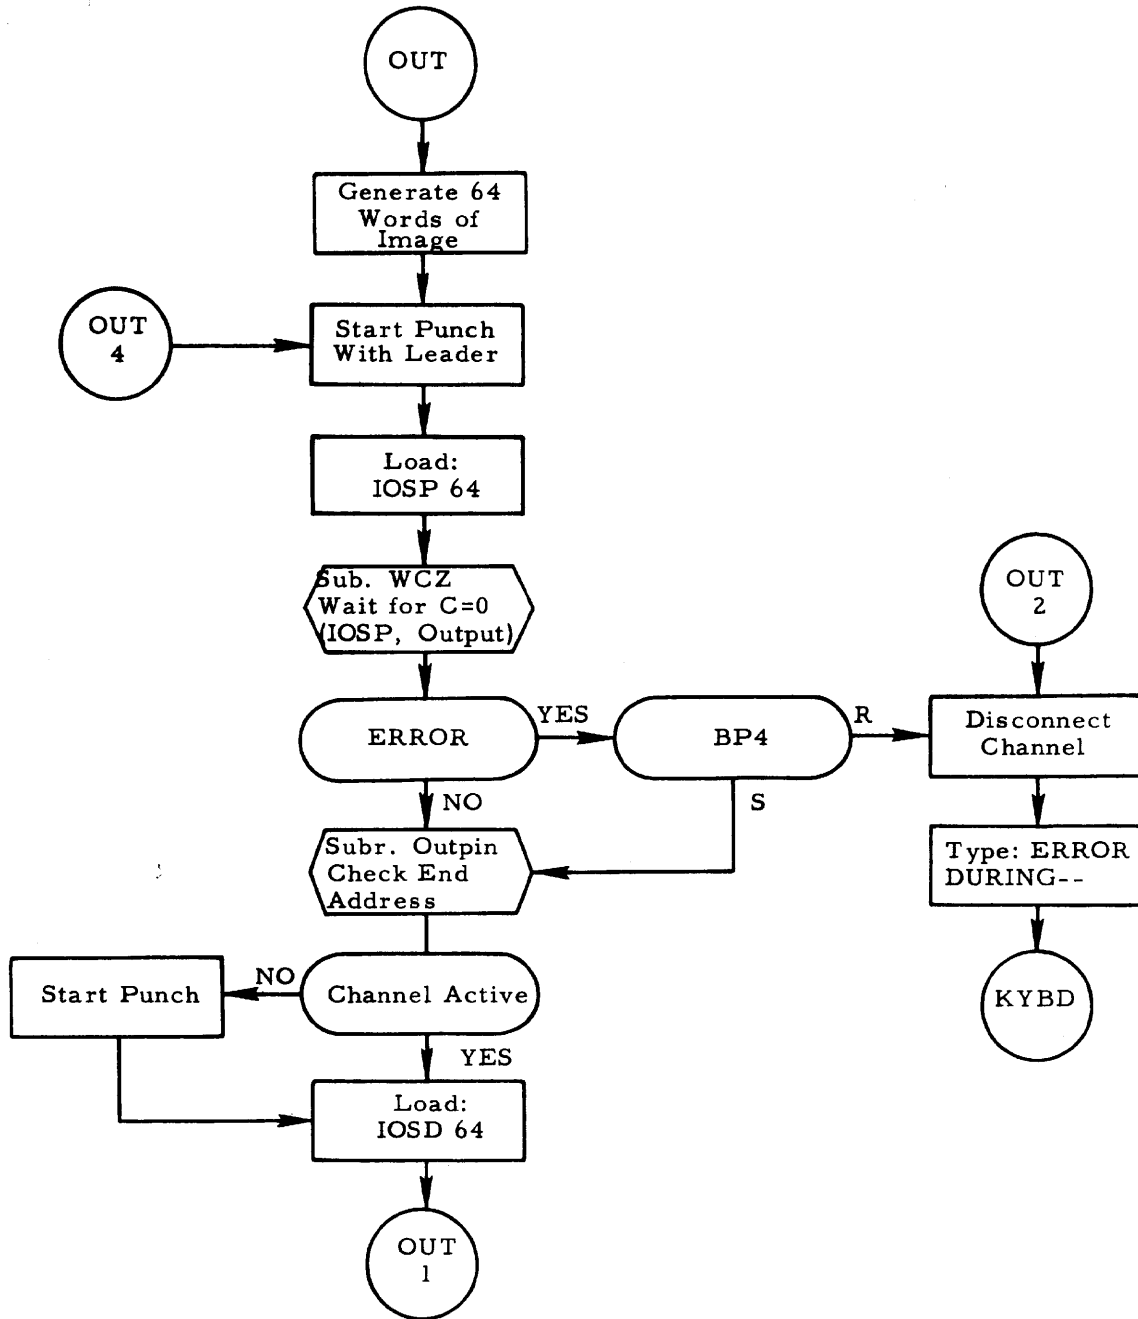 OUT
Generate 64
Words of
Image
OUT
4
Start Punch
With Leader
Load:
IOSP 64
Sub. WCZ
Wait for C=0
(IOSP, Output)
OUT
2
ERROR
YES
BP4
R
Disconnect
Channel
NO
S
Subr. Outpin
Check End
Address
Type: ERROR
DURING--
Start Punch
NO
Channel Active
KYBD
YES
Load:
IOSD 64
OUT
1